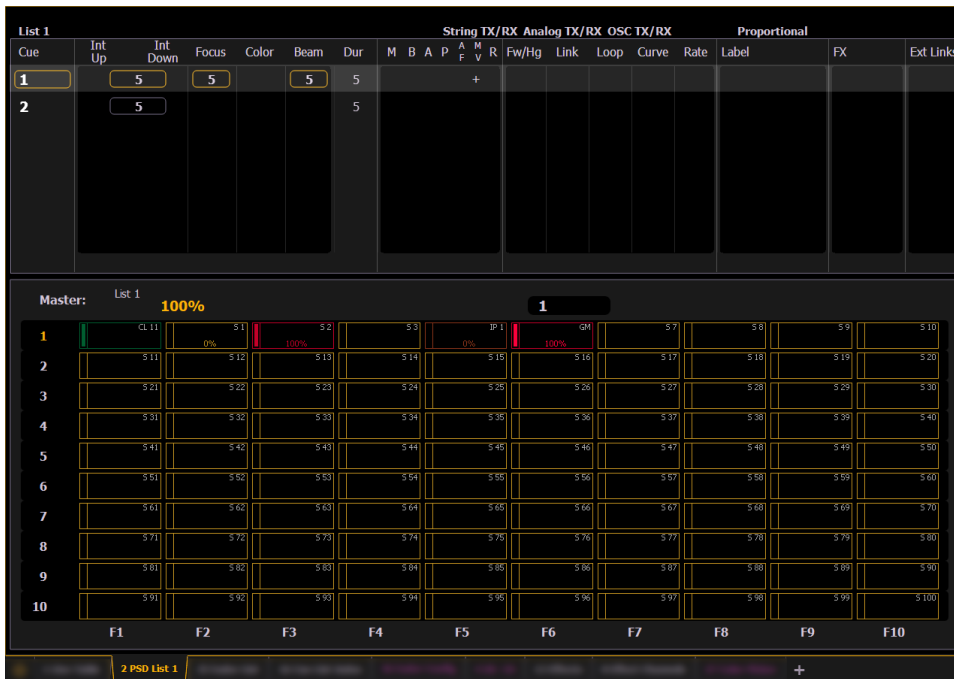 List 1 String TX/RX Analog TX/RX OSC TX/RX Proportional
Cue Int Up Int Down Focus Color Beam Dur M B A P AF MV R Fw/Hg Link Loop Curve Rate Label FX Ext Links
1 5 5 5 5 +
2 5 5
Master: List 1 100% 1
1 CL 11 S 1 0% S 2 100% S 3 IP 1 0% GM 100% S 7 S 8 S 9 S 10
2 S 11 S 12 S 13 S 14 S 15 S 16 S 17 S 18 S 19 S 20
3 S 21 S 22 S 23 S 24 S 25 S 26 S 27 S 28 S 29 S 30
4 S 31 S 32 S 33 S 34 S 35 S 36 S 37 S 38 S 39 S 40
5 S 41 S 42 S 43 S 44 S 45 S 46 S 47 S 48 S 49 S 50
6 S 51 S 52 S 53 S 54 S 55 S 56 S 57 S 58 S 59 S 60
7 S 61 S 62 S 63 S 64 S 65 S 66 S 67 S 68 S 69 S 70
8 S 71 S 72 S 73 S 74 S 75 S 76 S 77 S 78 S 79 S 80
9 S 81 S 82 S 83 S 84 S 85 S 86 S 87 S 88 S 89 S 90
10 S 91 S 92 S 93 S 94 S 95 S 96 S 97 S 98 S 99 S 100
F1 F2 F3 F4 F5 F6 F7 F8 F9 F10
2 PSD List 1 +